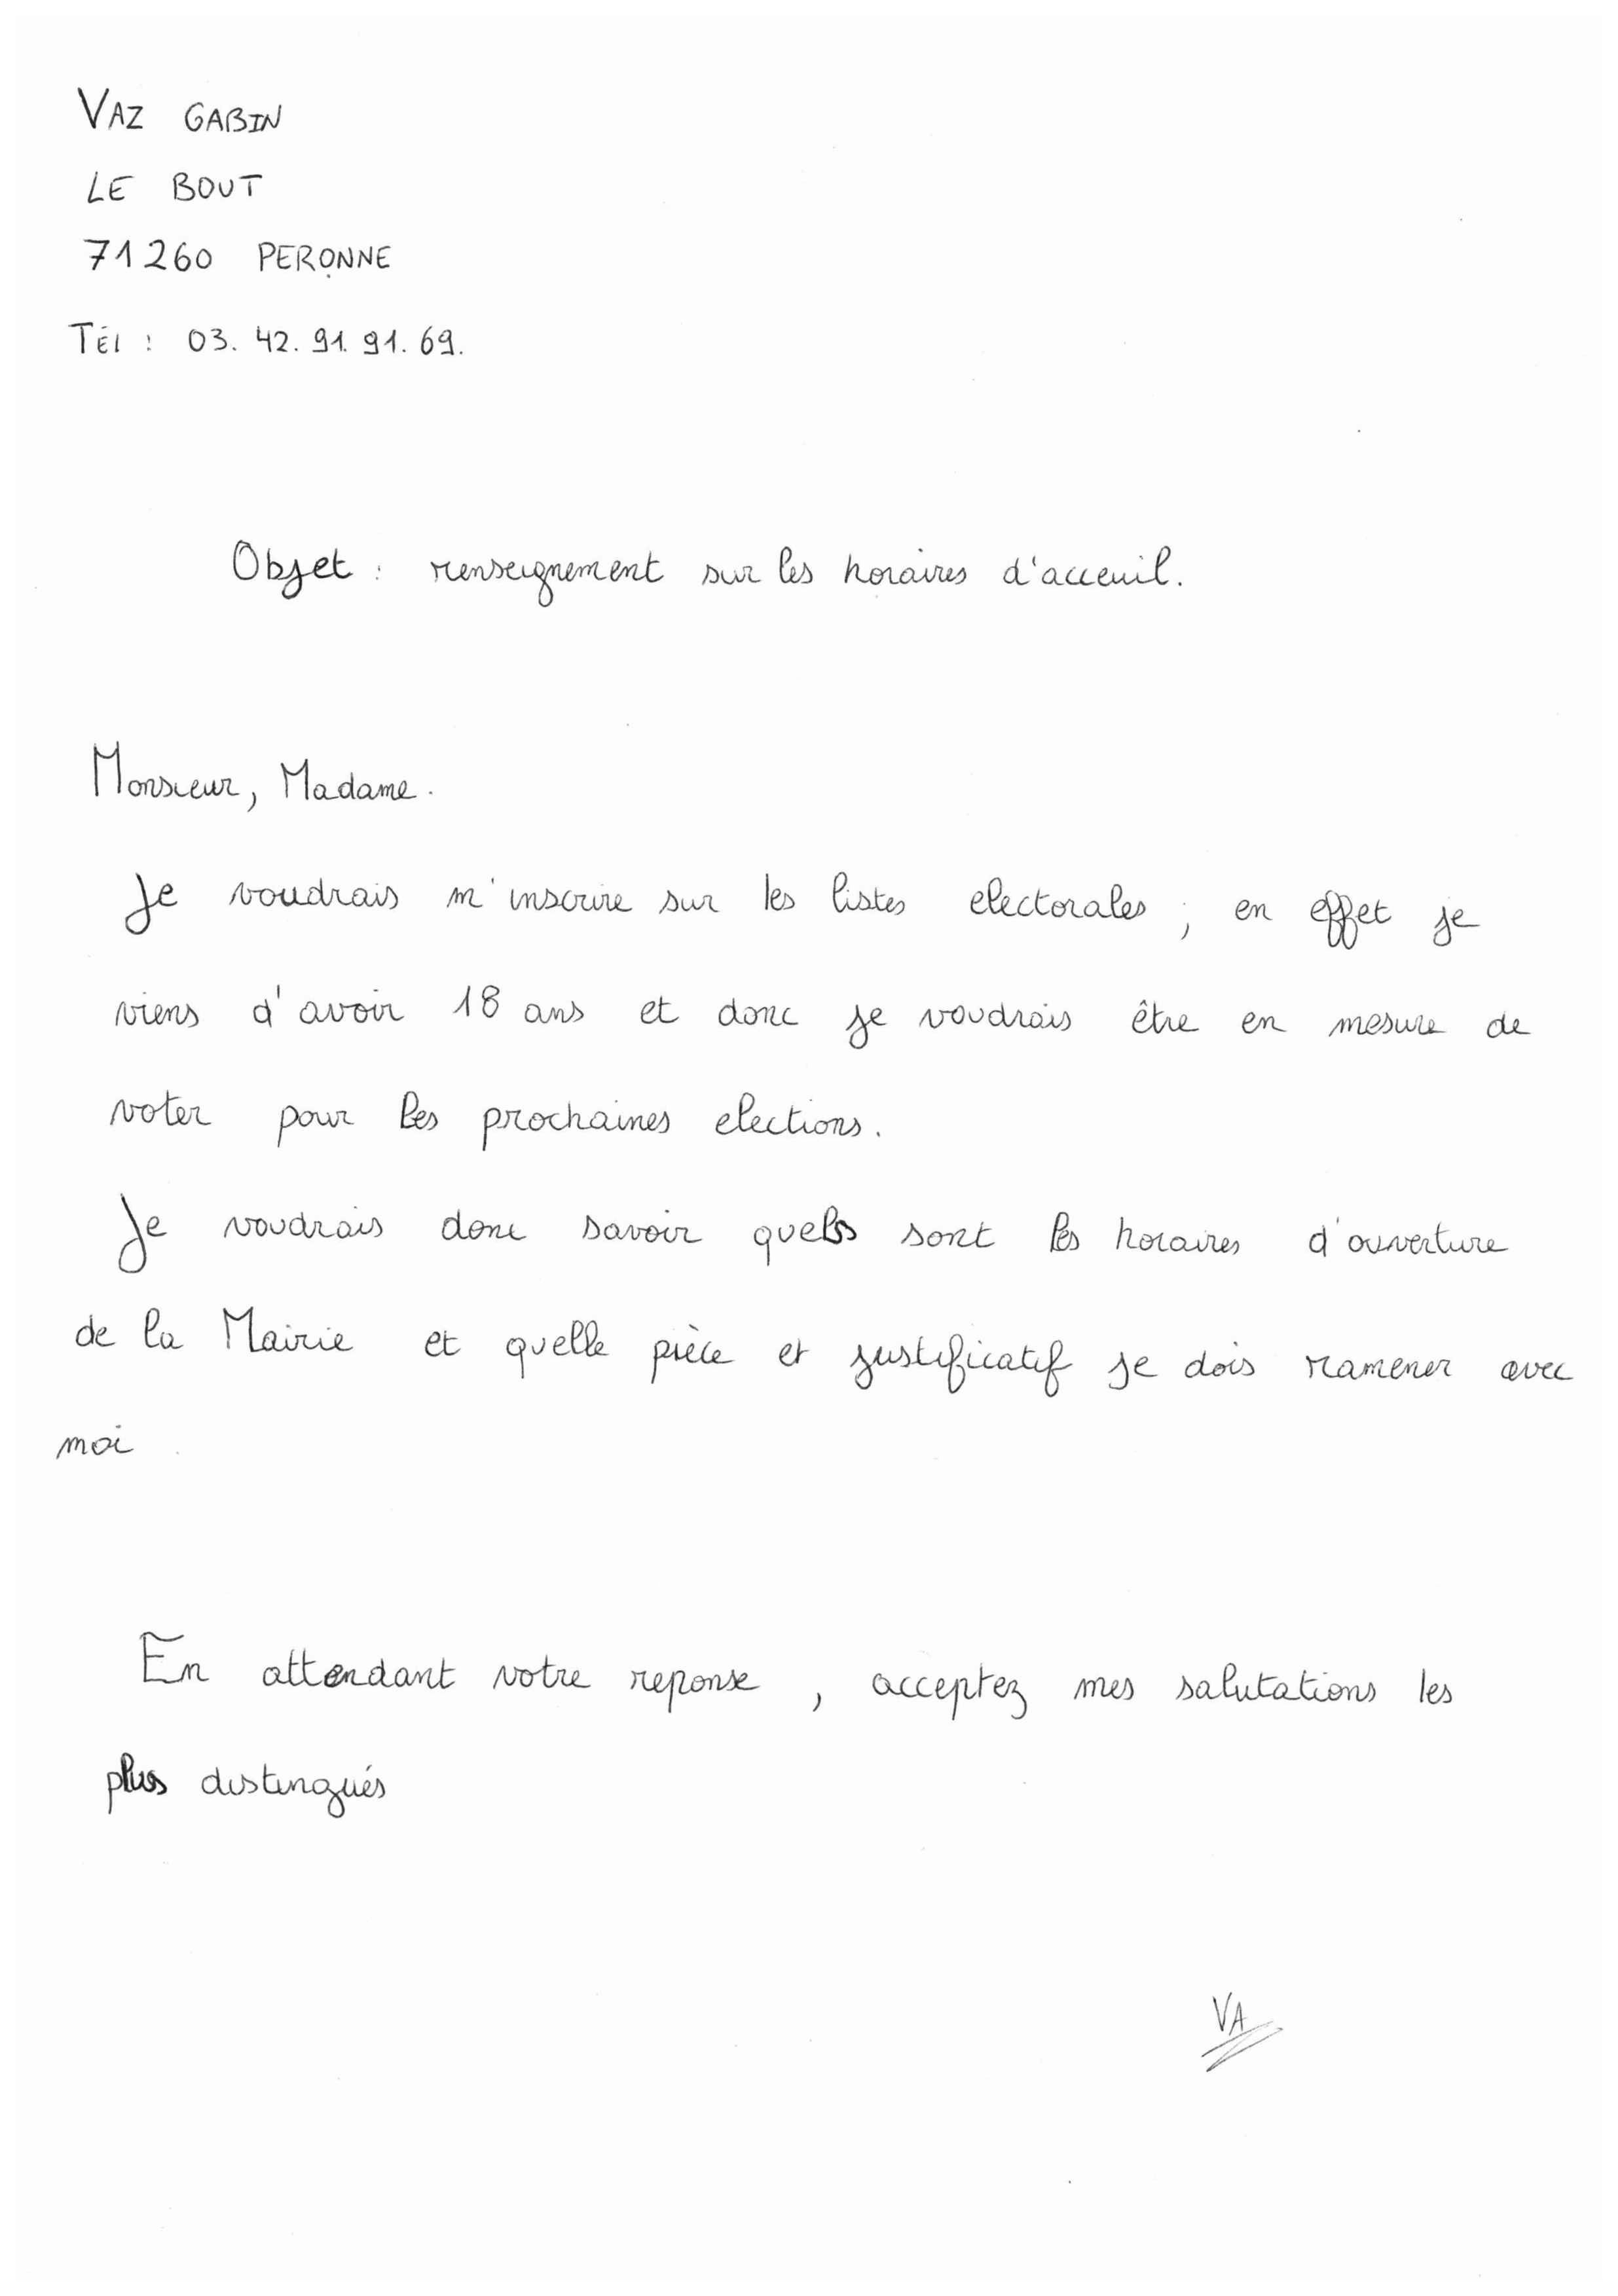 VAZ GABIN
LE BOUT
71260 PERONNE
TEl : 03. 42. 91. 91. 69.
Objet : renseignement sur les horaires d'acceuil.
Monsieur, Madame.
Je voudrais m'inscrire sur les listes electorales ; en effet je
viens d'avoir 18 ans et donc je voudrais être en mesure de
voter pour les prochaines elections.
Je voudrais donc savoir quels sont les horaires d'ouverture
de la Mairie et quelle pièce et justificatif je dois ramener avec
moi.
En attendant votre reponse, acceptez mes salutations les
plus distingués
VA